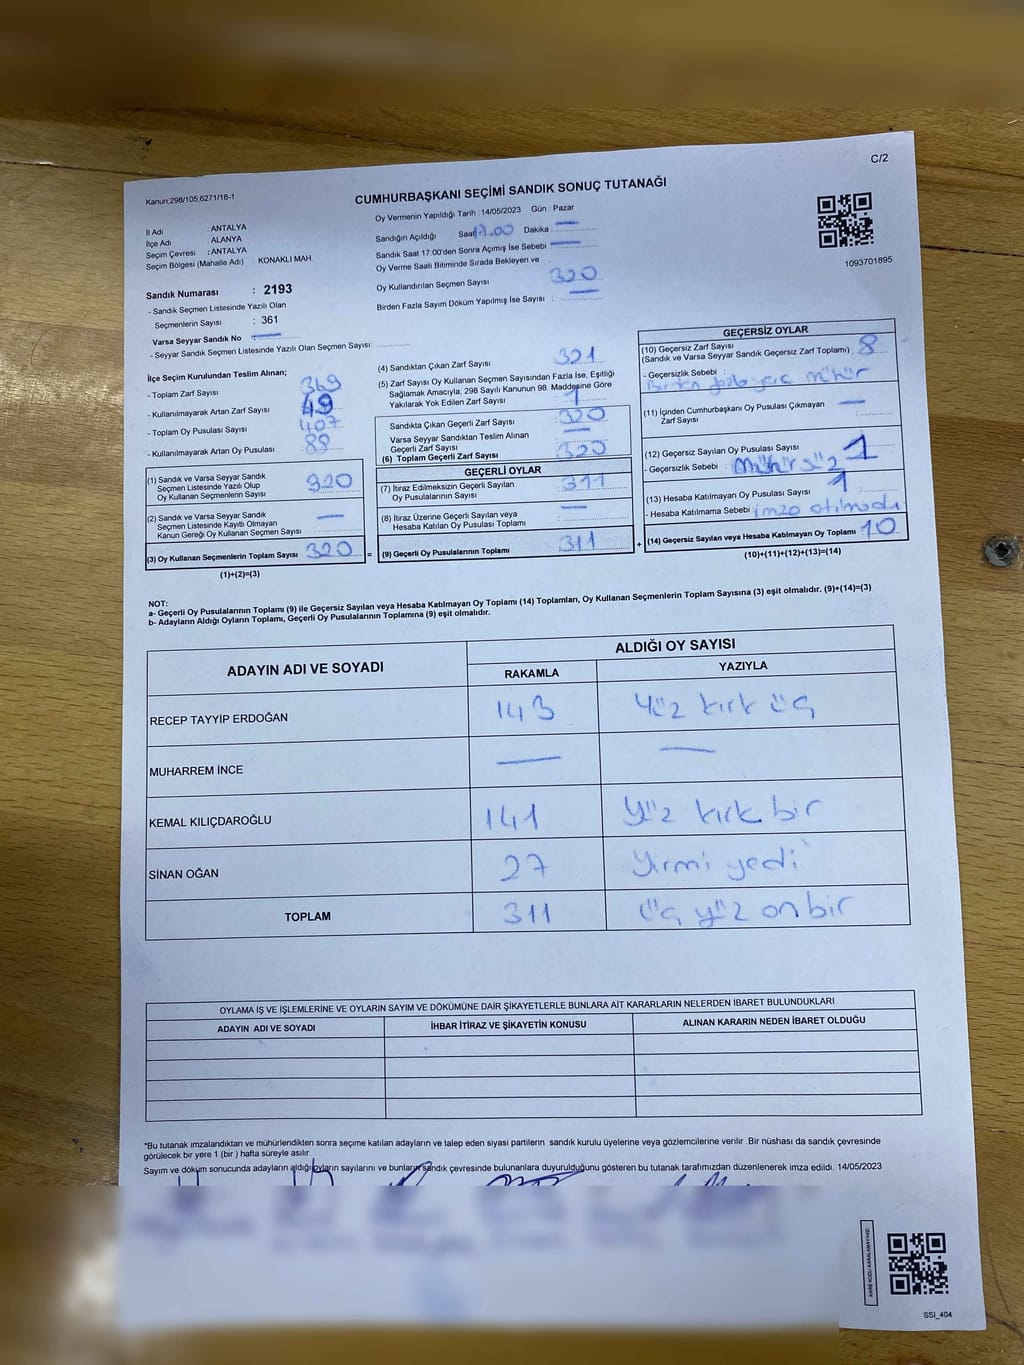 C/2
Kanun,298/105,6271/18-1
CUMHURBAŞKANI SEÇİMİ SANDIK SONUÇ TUTANAĞI
İl Adı : ANTALYA
İlçe Adı : ALANYA
Seçim Çevresi : ANTALYA
Seçim Bölgesi (Mahalle Adı) : KONAKLI MAH
Sandık Numarası : 2193
- Sandık Seçmen Listesinde Yazılı Olan
Seçmenlerin Sayısı : 361
Varsa Seyyar Sandık No —
- Seyyar Sandık Seçmen Listesinde Yazılı Olan Seçmen Sayısı:
Oy Vermenin Yapıldığı Tarih : 14/05/2023 Gün : Pazar
Sandığın Açıldığı Saat 17.00 Dakika : —
Sandık Saat 17:00'den Sonra Açımış İse Sebebi —
Oy Verme Saati Bitiminde Sırada Bekleyen ve
Oy Kullandırılan Seçmen Sayısı 320
Birden Fazla Sayım Döküm Yapılmış İse Sayısı : —
1093701895
İlçe Seçim Kurulundan Teslim Alınan;
- Toplam Zarf Sayısı 369
- Kullanılmayarak Artan Zarf Sayısı 49
- Toplam Oy Pusulası Sayısı 407
- Kullanılmayarak Artan Oy Pusulası 88
(1) Sandık ve Varsa Seyyar Sandık
Seçmen Listesinde Yazılı Olup
Oy Kullanan Seçmenlerin Sayısı 320
(2) Sandık ve Varsa Seyyar Sandık
Seçmen Listesinde Kayıtlı Olmayan
Kanun Gereği Oy Kullanan Seçmen Sayısı : —
(3) Oy Kullanan Seçmenlerin Toplam Sayısı 320 =
(1)+(2)=(3)
(4) Sandıktan Çıkan Zarf Sayısı 321
(5) Zarf Sayısı Oy Kullanan Seçmen Sayısından Fazla İse, Eşitliği
Sağlamak Amacıyla, 298 Sayılı Kanunun 98. Maddesine Göre
Yakılarak Yok Edilen Zarf Sayısı : 1
Sandıkta Çıkan Geçerli Zarf Sayısı 320
Varsa Seyyar Sandıktan Teslim Alınan
Geçerli Zarf Sayısı —
(6) Toplam Geçerli Zarf Sayısı 320
GEÇERLİ OYLAR
(7) İtiraz Edilmeksizin Geçerli Sayılan
Oy Pusulalarının Sayısı 311
(8) İtiraz Üzerine Geçerli Sayılan veya
Hesaba Katılan Oy Pusulası Toplamı —
(9) Geçerli Oy Pusulalarının Toplamı 311 +
GEÇERSİZ OYLAR
(10) Geçersiz Zarf Sayısı
(Sandık ve Varsa Seyyar Sandık Geçersiz Zarf Toplamı) : 8
- Geçersizlik Sebebi :
Birden fazla yere mühür
(11) İçinden Cumhurbaşkanı Oy Pusulası Çıkmayan
Zarf Sayısı —
(12) Geçersiz Sayılan Oy Pusulası Sayısı 1
- Geçersizlik Sebebi : mühürsüz
(13) Hesaba Katılmayan Oy Pusulası Sayısı 1
- Hesaba Katılmama Sebebi : imza atılmadı
(14) Geçersiz Sayılan veya Hesaba Katılmayan Oy Toplamı 10
(10)+(11)+(12)+(13)=(14)
NOT:
a- Geçerli Oy Pusulalarının Toplamı (9) ile Geçersiz Sayılan veya Hesaba Katılmayan Oy Toplamı (14) Toplamları, Oy Kullanan Seçmenlerin Toplam Sayısına (3) eşit olmalıdır. (9)+(14)=(3)
b- Adayların Aldığı Oyların Toplamı, Geçerli Oy Pusulalarının Toplamına (9) eşit olmalıdır.
ADAYIN ADI VE SOYADI
ALDIĞI OY SAYISI
RAKAMLA YAZIYLA
RECEP TAYYİP ERDOĞAN 143 Yüz kırk üç
MUHARREM İNCE — —
KEMAL KILIÇDAROĞLU 141 yüz kırk bir
SİNAN OĞAN 27 Yirmi yedi
TOPLAM 311 üç yüz on bir
OYLAMA İŞ VE İŞLEMLERİNE VE OYLARIN SAYIM VE DÖKÜMÜNE DAİR ŞİKAYETLERLE BUNLARA AİT KARARLARIN NELERDEN İBARET BULUNDUKLARI
ADAYIN ADI VE SOYADI İHBAR İTİRAZ VE ŞİKAYETİN KONUSU ALINAN KARARIN NEDEN İBARET OLDUĞU
*Bu tutanak imzalandıktan ve mühürlendikten sonra seçime katılan adayların ve talep eden siyasi partilerin sandık kurulu üyelerine veya gözlemcilerine verilir .Bir nüshası da sandık çevresinde
görülecek bir yere 1 (bir ) hafta süreyle asılır.
Sayım ve döküm sonucunda adayların aldığı oyların sayılarını ve bunların sandık çevresinde bulunanlara duyurulduğunu gösteren bu tutanak tarafımızdan düzenlenerek imza edildi. 14/05/2023
KARE KODU KARALAMAYINIZ!
SSI_404